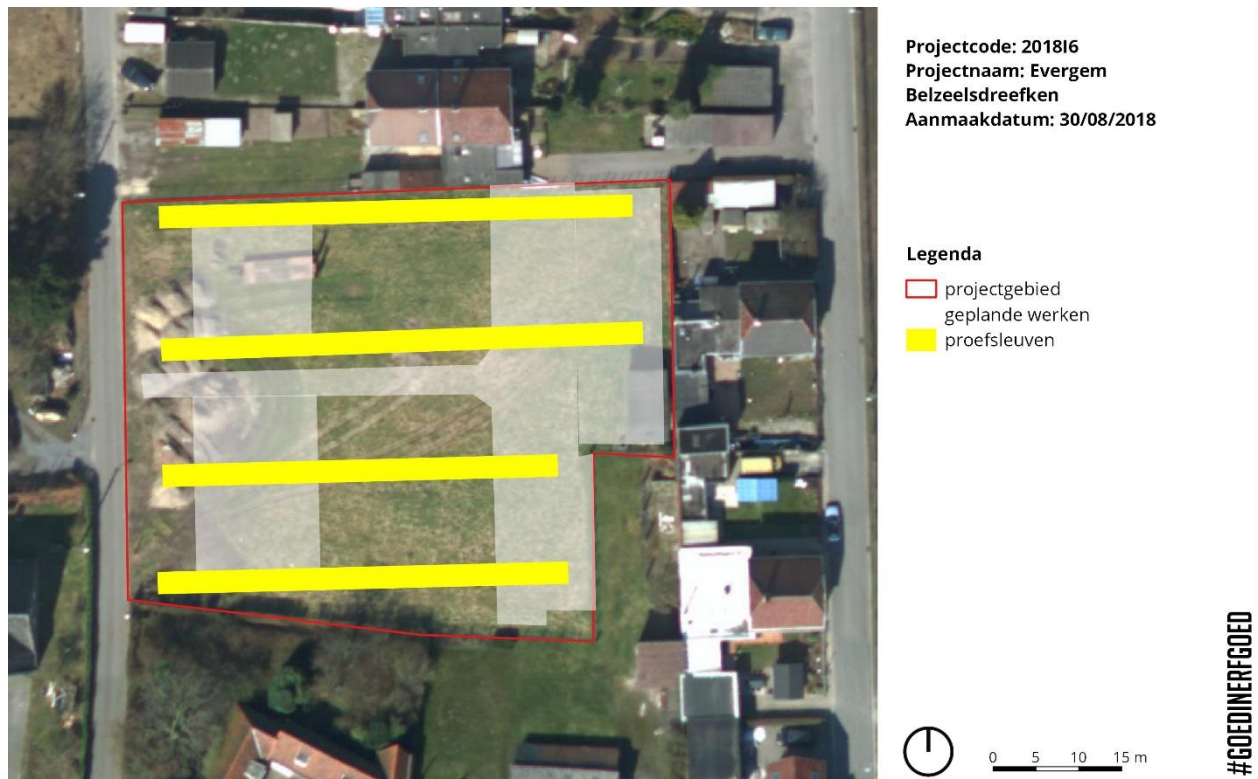 Projectcode: 2018I6
Projectnaam: Evergem
Belzeelsdreefken
Aanmaakdatum: 30/08/2018
Legenda
projectgebied
geplande werken
proefsleuven
0 5 10 15 m
#GOEDINERFGOED